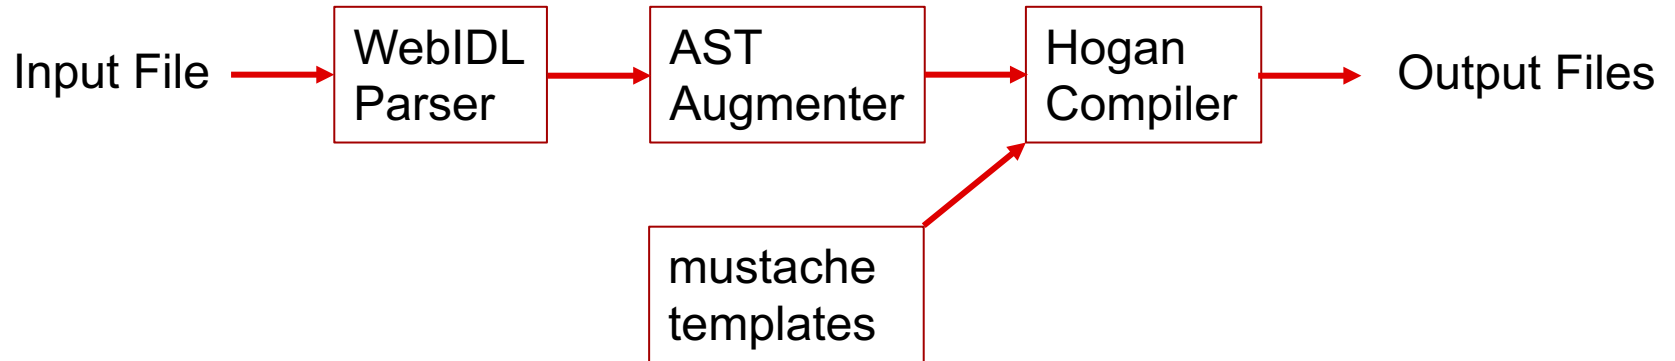 Input File
WebIDL
Parser
AST
Augmenter
Hogan
Compiler
Output Files
mustache
templates